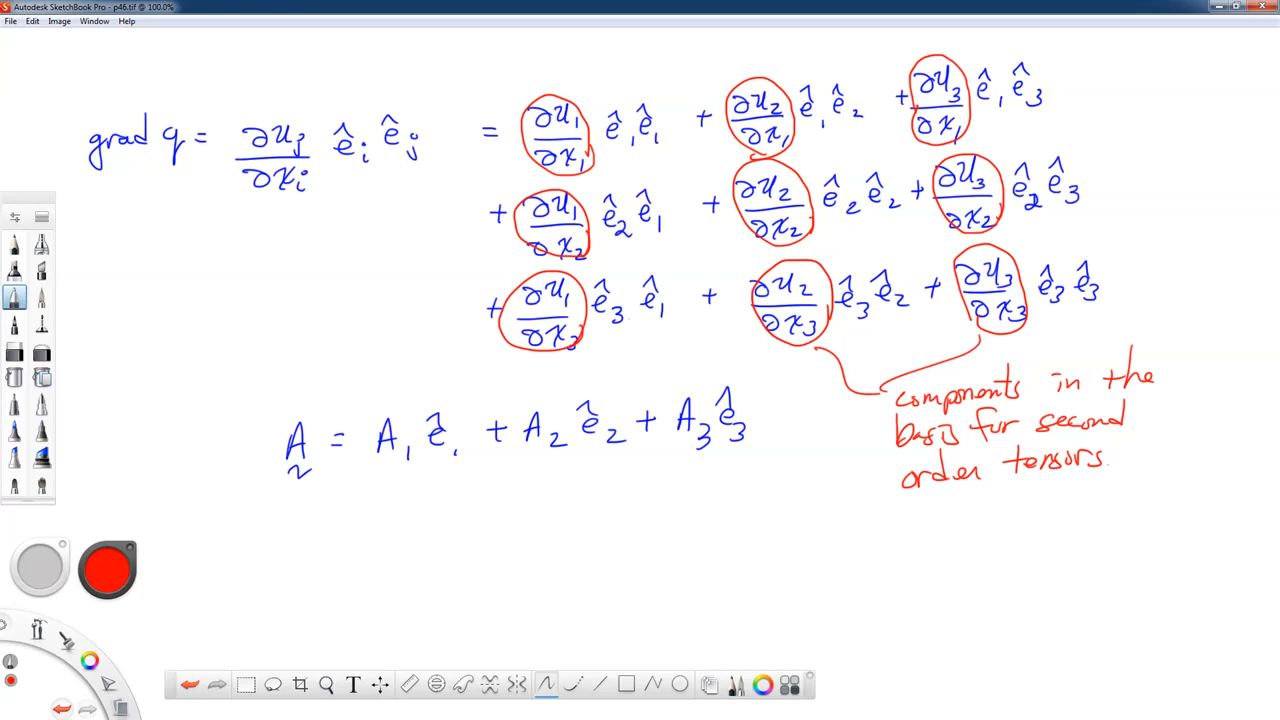 Autodesk SketchBook Pro - p46.tif @ 100.0%
File Edit Image Window Help
grad q = ∂u_j/∂x_i ê_i ê_j = ∂u_1/∂x_1 ê_1 ê_1 + ∂u_2/∂x_1 ê_1 ê_2 + ∂u_3/∂x_1 ê_1 ê_3
+ ∂u_1/∂x_2 ê_2 ê_1 + ∂u_2/∂x_2 ê_2 ê_2 + ∂u_3/∂x_2 ê_2 ê_3
+ ∂u_1/∂x_3 ê_3 ê_1 + ∂u_2/∂x_3 ê_3 ê_2 + ∂u_3/∂x_3 ê_3 ê_3
A = A_1 ê_1 + A_2 ê_2 + A_3 ê_3
~
components in the
basis for second
order tensors.
T